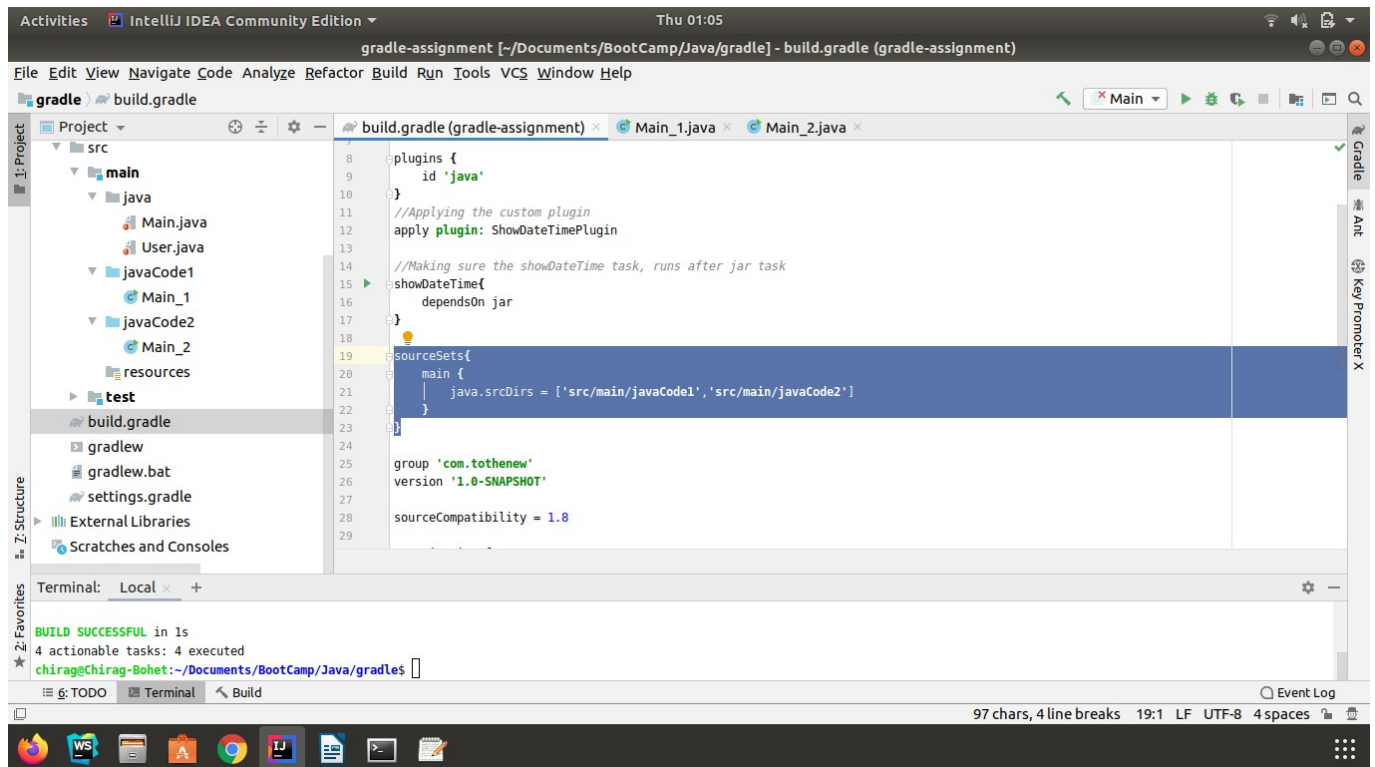 Activities IntelliJ IDEA Community Edition Thu 01:05
gradle-assignment [~/Documents/BootCamp/Java/gradle] - build.gradle (gradle-assignment)
File Edit View Navigate Code Analyze Refactor Build Run Tools VCS Window Help
gradle build.gradle Main
1: Project
Project
src
main
java
Main.java
User.java
javaCode1
Main_1
javaCode2
Main_2
resources
test
build.gradle
gradlew
gradlew.bat
settings.gradle
External Libraries
Scratches and Consoles
build.gradle (gradle-assignment) Main_1.java Main_2.java
8 plugins {
9 id 'java'
10 }
11 //Applying the custom plugin
12 apply plugin: ShowDateTimePlugin
13
14 //Making sure the showDateTime task, runs after jar task
15 showDateTime{
16 dependsOn jar
17 }
18
19 sourceSets{
20 main {
21 java.srcDirs = ['src/main/javaCode1','src/main/javaCode2']
22 }
23 }
24
25 group 'com.tothenew'
26 version '1.0-SNAPSHOT'
27
28 sourceCompatibility = 1.8
29
Gradle
Ant
Key Promoter X
Z: Structure
2: Favorites
Terminal: Local +
BUILD SUCCESSFUL in 1s
4 actionable tasks: 4 executed
chirag@Chirag-Bohet:~/Documents/BootCamp/Java/gradle$
6: TODO Terminal Build Event Log
97 chars, 4 line breaks 19:1 LF UTF-8 4 spaces
WS
IJ